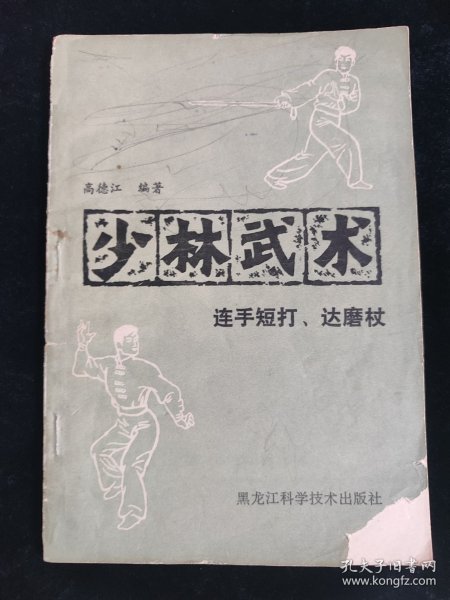 高德江 编著
少林武术
连手短打、达磨杖
黑龙江科学技术出版社
孔夫子旧书网
www.kongfz.com